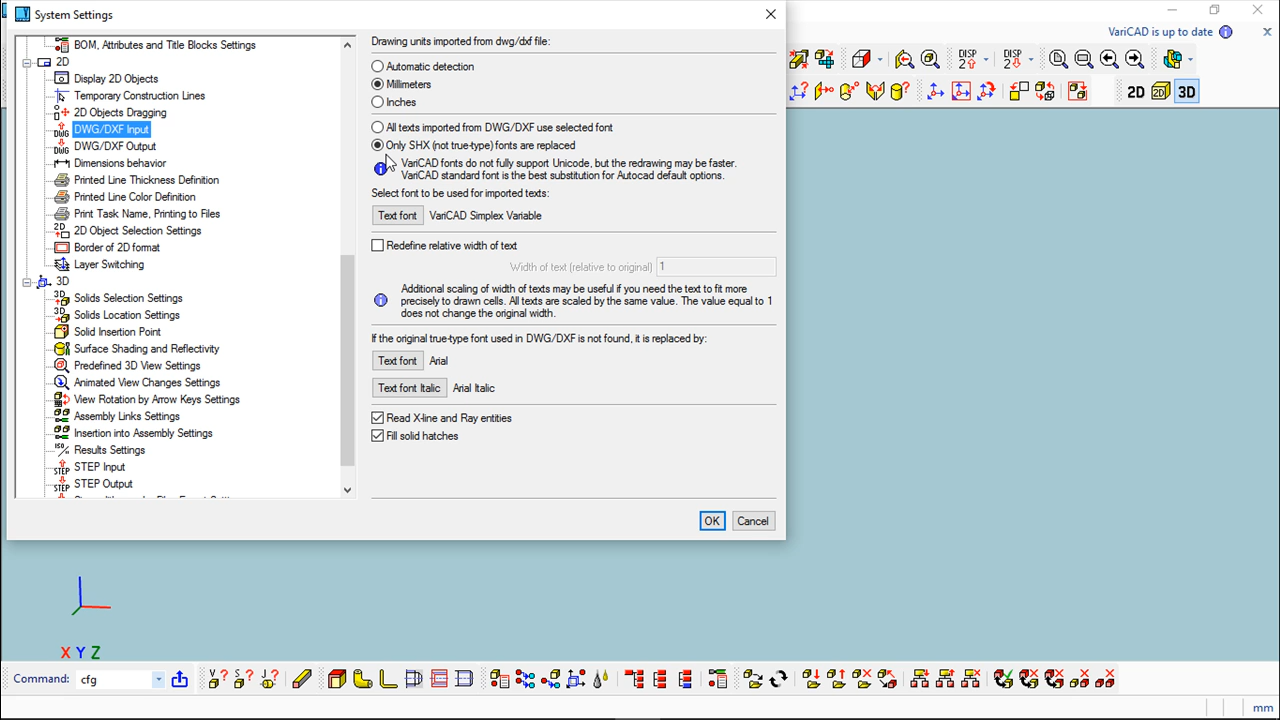 System Settings
VariCAD is up to date
BOM, Attributes and Title Blocks Settings
2D
Display 2D Objects
Temporary Construction Lines
2D Objects Dragging
DWG/DXF Input
DWG/DXF Output
Dimensions behavior
Printed Line Thickness Definition
Printed Line Color Definition
Print Task Name, Printing to Files
2D Object Selection Settings
Border of 2D format
Layer Switching
3D
Solids Selection Settings
Solids Location Settings
Solid Insertion Point
Surface Shading and Reflectivity
Predefined 3D View Settings
Animated View Changes Settings
View Rotation by Arrow Keys Settings
Assembly Links Settings
Insertion into Assembly Settings
Results Settings
STEP Input
STEP Output
Drawing units imported from dwg/dxf file:
Automatic detection
Millimeters
Inches
All texts imported from DWG/DXF use selected font
Only SHX (not true-type) fonts are replaced
VariCAD fonts do not fully support Unicode, but the redrawing may be faster.
VariCAD standard font is the best substitution for Autocad default options.
Select font to be used for imported texts:
Text font VariCAD Simplex Variable
Redefine relative width of text
Width of text (relative to original) 1
Additional scaling of width of texts may be useful if you need the text to fit more
precisely to drawn cells. All texts are scaled by the same value. The value equal to 1
does not change the original width.
If the original true-type font used in DWG/DXF is not found, it is replaced by:
Text font Arial
Text font Italic Arial Italic
Read X-line and Ray entities
Fill solid hatches
OK Cancel
DISP 2 DISP 2
2D 2D 3D
X Y Z
Command: cfg
mm